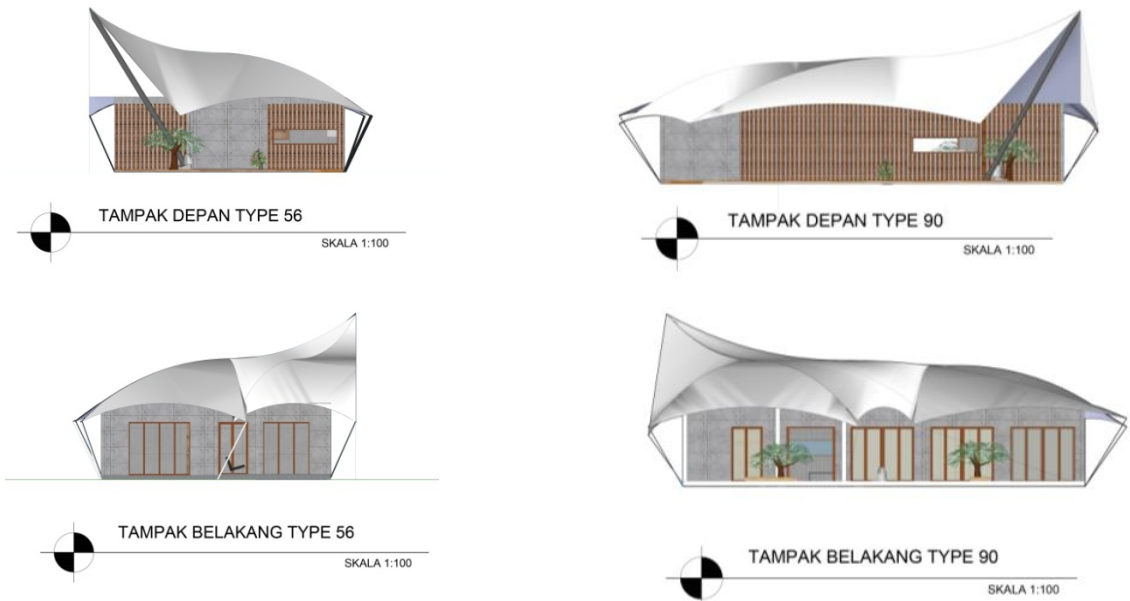 TAMPAK DEPAN TYPE 56
SKALA 1:100
TAMPAK DEPAN TYPE 90
SKALA 1:100
TAMPAK BELAKANG TYPE 56
SKALA 1:100
TAMPAK BELAKANG TYPE 90
SKALA 1:100